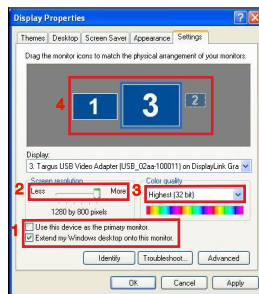 Display Properties
Themes Desktop Screen Saver Appearance Settings
Drag the monitor icons to match the physical arrangement of your monitors.
4
1 3 2
Display:
3. Targus USB Video Adapter (USB_02aa-100011) on DisplayLink Gra
Screen resolution
Color quality
2 Less More
3 Highest (32 bit)
1280 by 800 pixels
1
Use this device as the primary monitor.
Extend my Windows desktop onto this monitor.
Identify Troubleshoot... Advanced
OK Cancel Apply